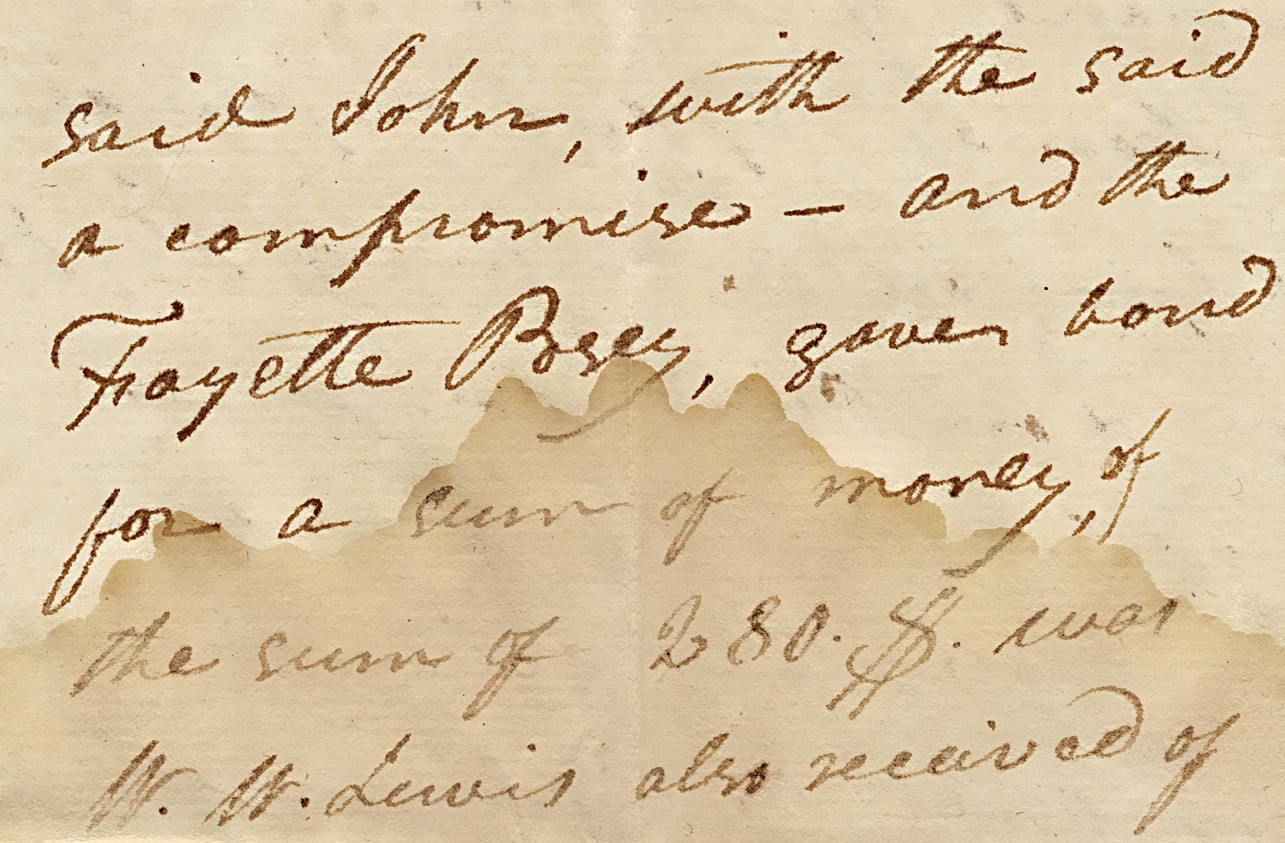 said John, with the said
a compromise – and the
Fayette Posey, gave bond
for a sum of money, of
the sum of 280. $. was
W. W. Lewis also received of